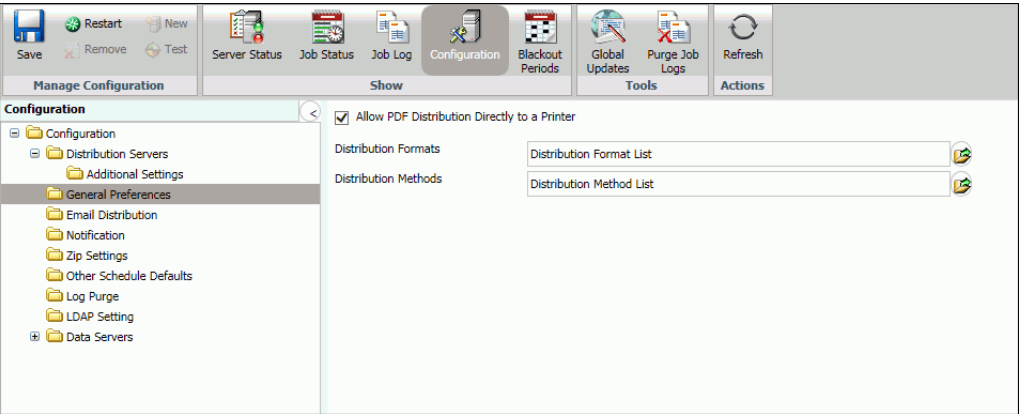 Save
Restart
New
Remove
Test
Manage Configuration
Server Status
Job Status
Job Log
Configuration
Blackout
Periods
Show
Global
Updates
Purge Job
Logs
Tools
Refresh
Actions
Configuration
Configuration
Distribution Servers
Additional Settings
General Preferences
Email Distribution
Notification
Zip Settings
Other Schedule Defaults
Log Purge
LDAP Setting
Data Servers
Allow PDF Distribution Directly to a Printer
Distribution Formats
Distribution Format List
Distribution Methods
Distribution Method List